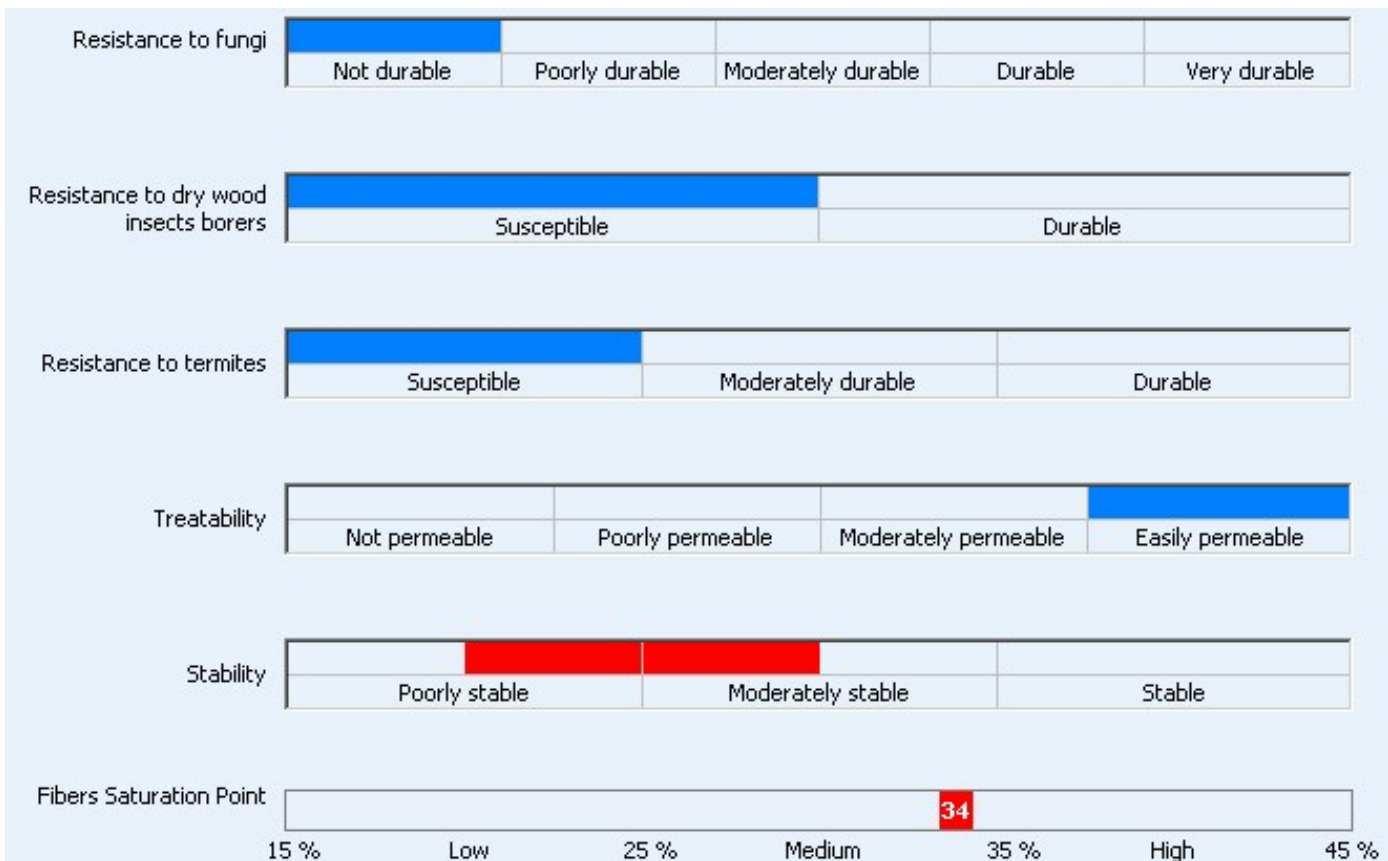 Resistance to fungi
Not durable Poorly durable Moderately durable Durable Very durable
Resistance to dry wood
insects borers
Susceptible Durable
Resistance to termites
Susceptible Moderately durable Durable
Treatability
Not permeable Poorly permeable Moderately permeable Easily permeable
Stability
Poorly stable Moderately stable Stable
Fibers Saturation Point
34
15 % Low 25 % Medium 35 % High 45 %